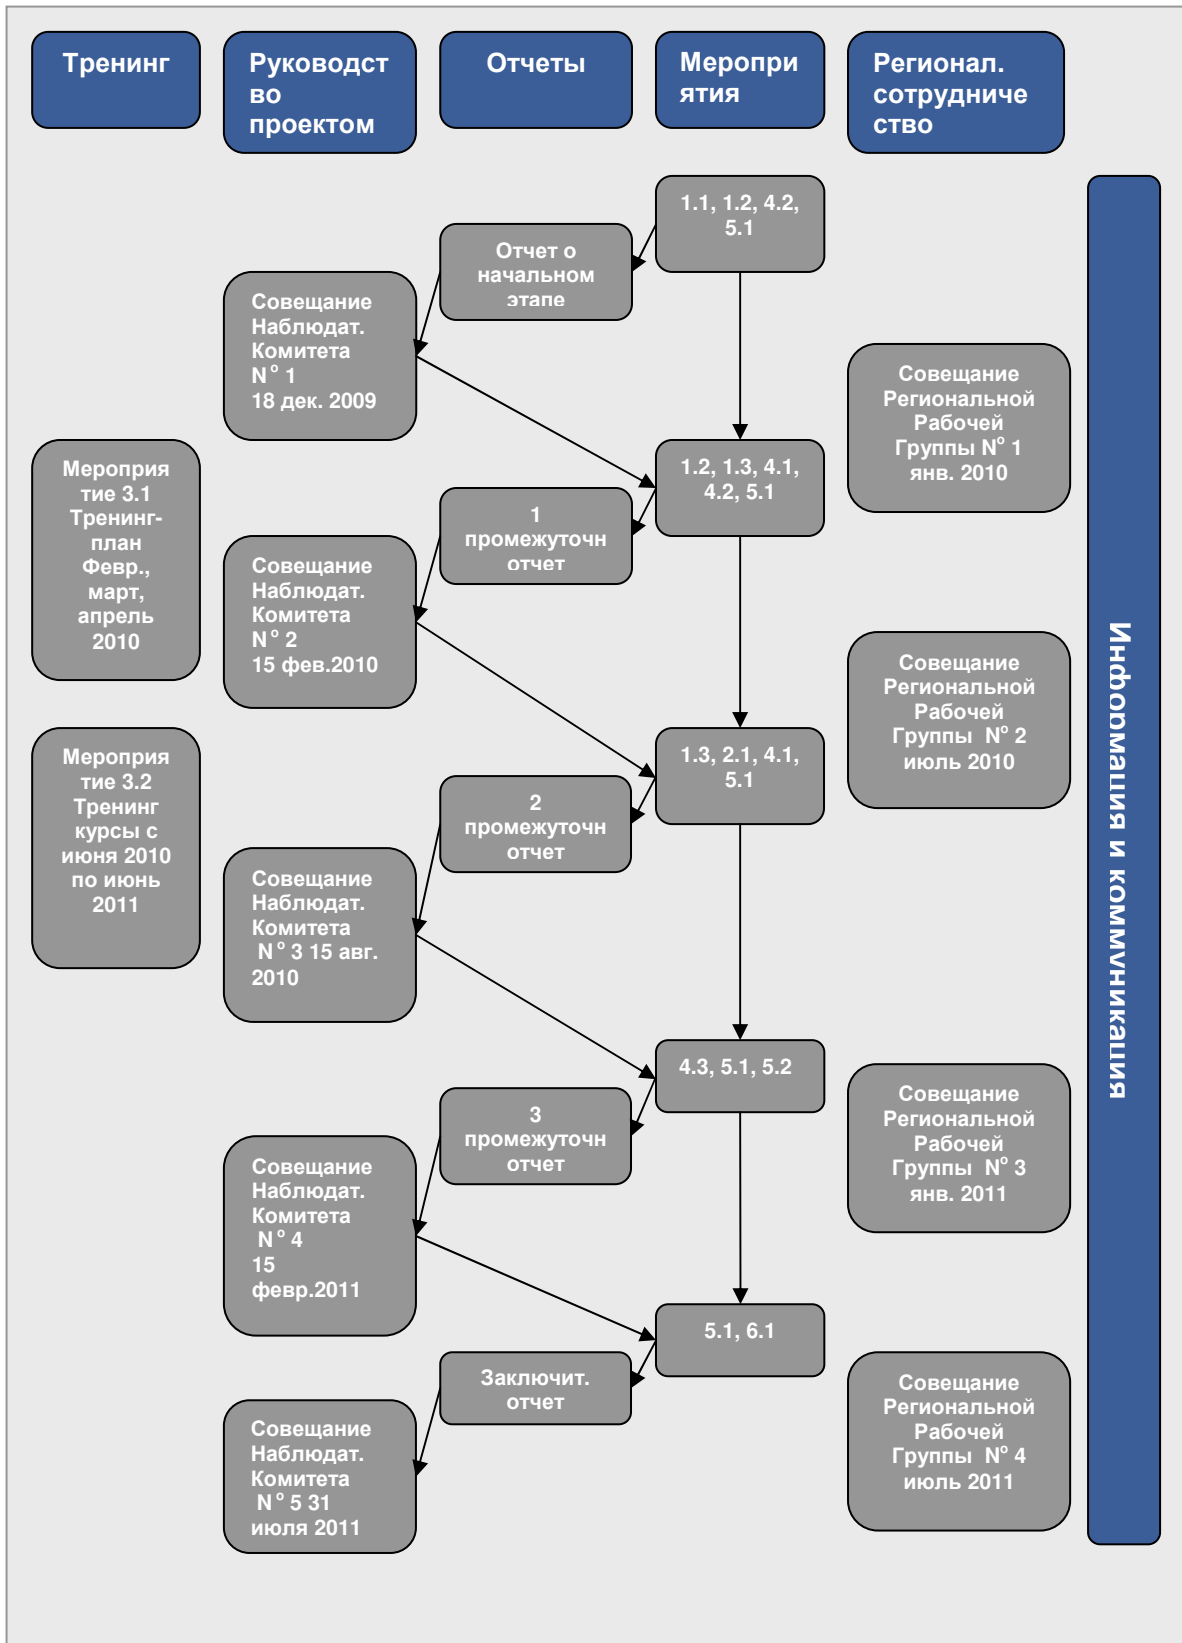 Тренинг
Руководст
во
проектом
Отчеты
Меропри
ятия
Регионал.
сотрудниче
ство
1.1, 1.2, 4.2,
5.1
Отчет о
начальном
этапе
Совещание
Наблюдат.
Комитета
N° 1
18 дек. 2009
Совещание
Региональной
Рабочей
Группы N° 1
янв. 2010
Мероприя
тие 3.1
Тренинг-
план
Февр.,
март,
апрель
2010
1.2, 1.3, 4.1,
4.2, 5.1
1
промежуточн
отчет
Совещание
Наблюдат.
Комитета
N° 2
15 фев.2010
Совещание
Региональной
Рабочей
Группы N° 2
июль 2010
Мероприя
тие 3.2
Тренинг
курсы с
июня 2010
по июнь
2011
1.3, 2.1, 4.1,
5.1
2
промежуточн
отчет
Совещание
Наблюдат.
Комитета
N° 3 15 авг.
2010
4.3, 5.1, 5.2
3
промежуточн
отчет
Совещание
Региональной
Рабочей
Группы N° 3
янв. 2011
Совещание
Наблюдат.
Комитета
N° 4
15
февр.2011
5.1, 6.1
Заключит.
отчет
Совещание
Региональной
Рабочей
Группы N° 4
июль 2011
Совещание
Наблюдат.
Комитета
N° 5 31
июля 2011
Информация и коммуникация